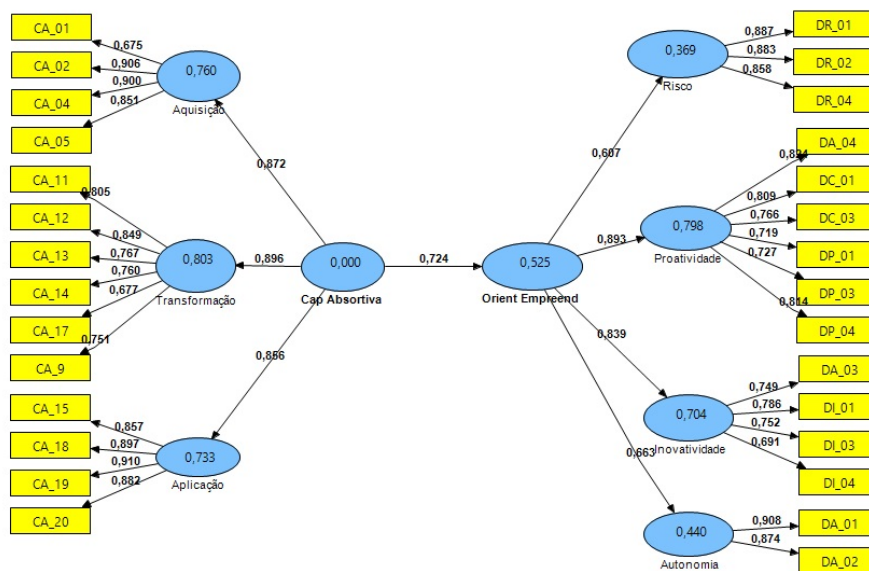 CA_01
0,675
CA_02
0,906
CA_04
0,900
CA_05
0,851
0,760
Aquisição
0,872
CA_11
0,805
CA_12
0,849
CA_13
0,767
CA_14
0,760
CA_17
0,677
CA_9
0,751
0,803
Transformação
0,896
CA_15
0,857
CA_18
0,897
CA_19
0,910
CA_20
0,882
0,733
Aplicação
0,856
0,000
Cap Absortiva
0,724
0,525
Orient Empreend
0,607
0,369
Risco
0,887
DR_01
0,883
DR_02
0,858
DR_04
0,893
0,798
Proatividade
0,824
DA_04
0,809
DC_01
0,766
DC_03
0,719
DP_01
0,727
DP_03
0,814
DP_04
0,839
0,704
Inovatividade
0,749
DA_03
0,786
DI_01
0,752
DI_03
0,691
DI_04
0,663
0,440
Autonomia
0,908
DA_01
0,874
DA_02